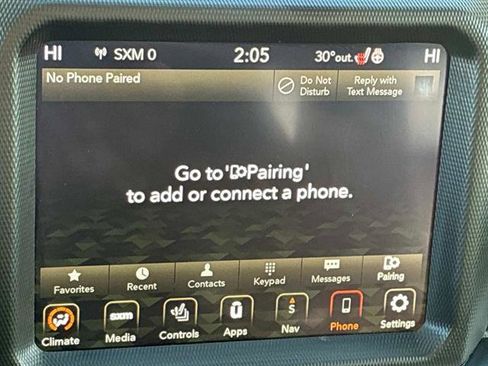 HI SXM 0 2:05 30°out HI
No Phone Paired
Do Not
Disturb
Reply with
Text Message
Go to 'Pairing'
to add or connect a phone.
Favorites Recent Contacts Keypad Messages Pairing
sxm S
Climate Media Controls Apps Nav Phone Settings